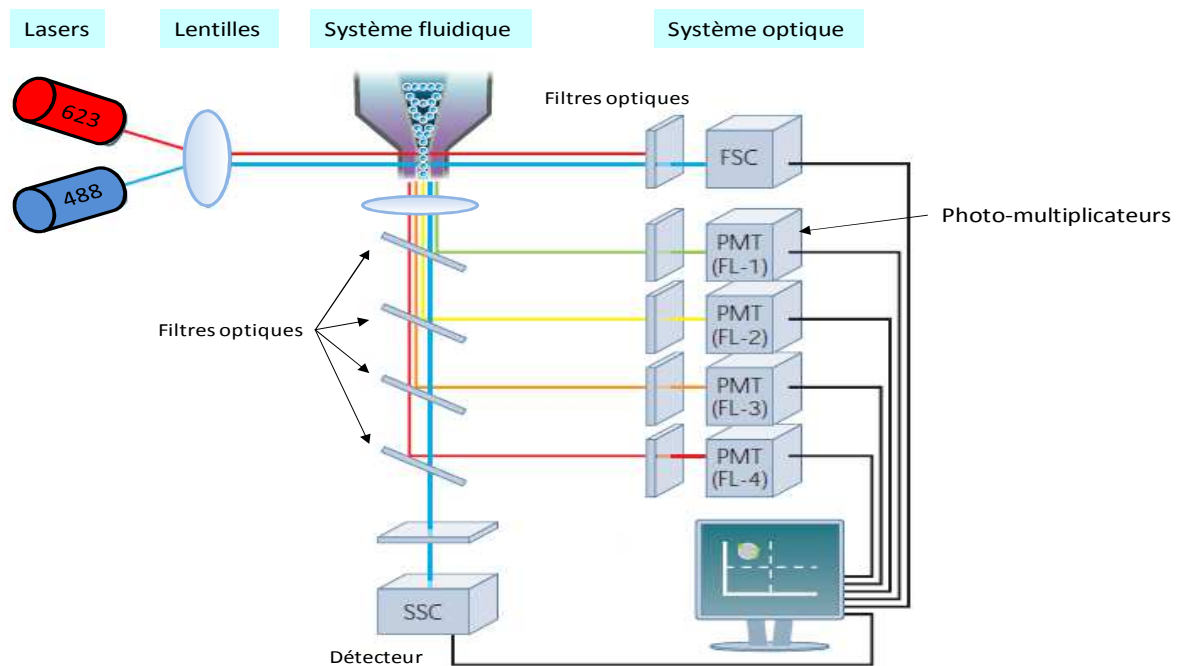 Lasers
Lentilles
Système fluidique
Système optique
623
488
Filtres optiques
FSC
Photo-multiplicateurs
PMT
(FL-1)
Filtres optiques
PMT
(FL-2)
PMT
(FL-3)
PMT
(FL-4)
SSC
Détecteur